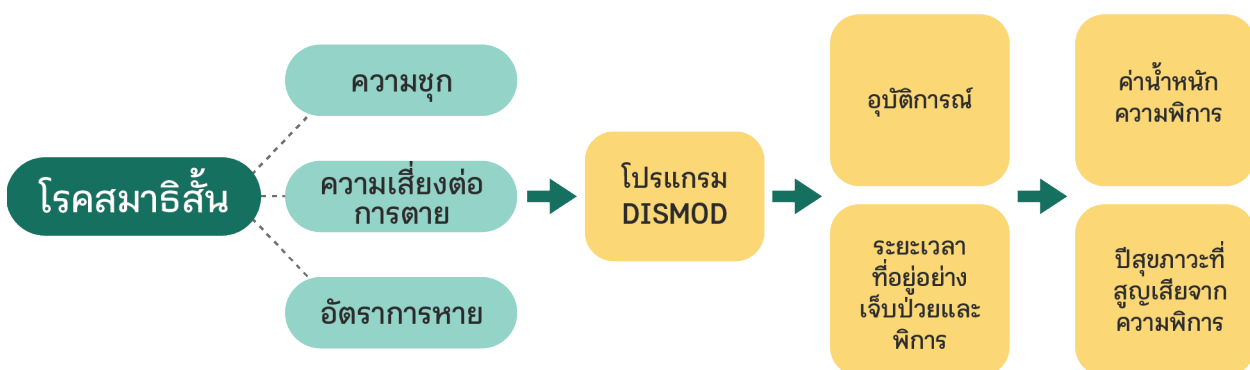 โรคสมาธิสั้น
ความชุก
ความเสี่ยงต่อ
การตาย
อัตราการหาย
โปรแกรม
DISMOD
อุบัติการณ์
ระยะเวลา
ที่อยู่อย่าง
เจ็บป่วยและ
พิการ
ค่าน้ำหนัก
ความพิการ
ปีสุขภาวะที่
สูญเสียจาก
ความพิการ